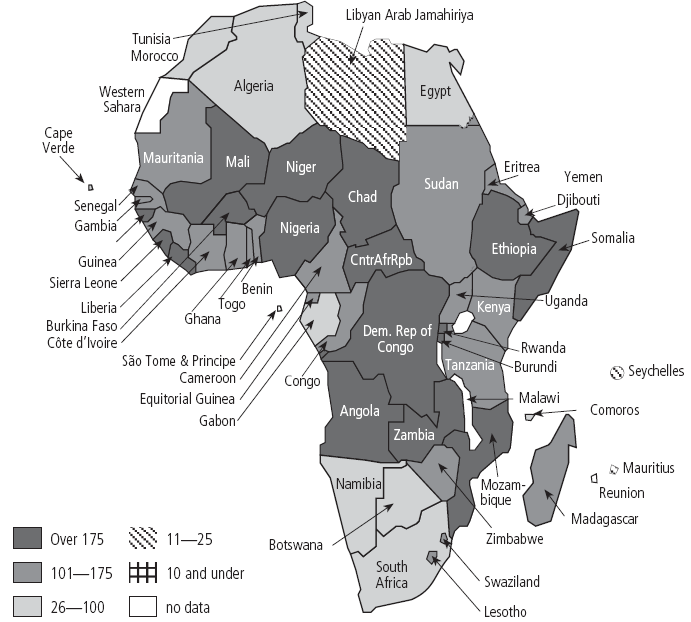 Libyan Arab Jamahiriya
Tunisia
Morocco
Algeria
Egypt
Western
Sahara
Cape
Verde
Mauritania
Mali
Niger
Chad
Sudan
Eritrea
Yemen
Djibouti
Senegal
Gambia
Nigeria
Ethiopia
Somalia
Guinea
Sierra Leone
CntrAfrRpb
Liberia
Burkina Faso
Côte d’Ivoire
Ghana
Togo
Benin
Uganda
Kenya
Dem. Rep of
Congo
Rwanda
Burundi
São Tome & Principe
Cameroon
Equitorial Guinea
Gabon
Congo
Tanzania
Seychelles
Malawi
Comoros
Angola
Zambia
Mauritius
Reunion
Namibia
Mozam-
bique
Madagascar
Zimbabwe
Botswana
South
Africa
Swaziland
Lesotho
Over 175
11—25
101—175
10 and under
26—100
no data